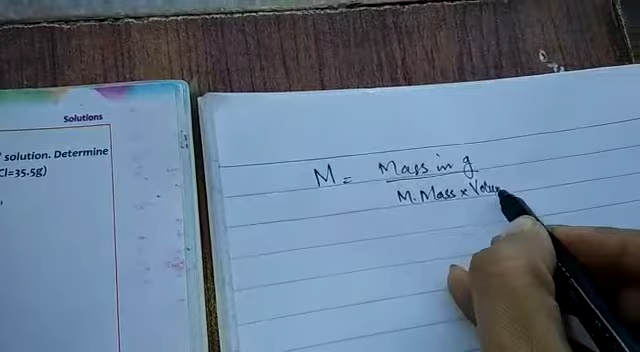 Solutions
solution. Determine
Cl=35.5g)
M = Mass in g
M. Mass x Volu